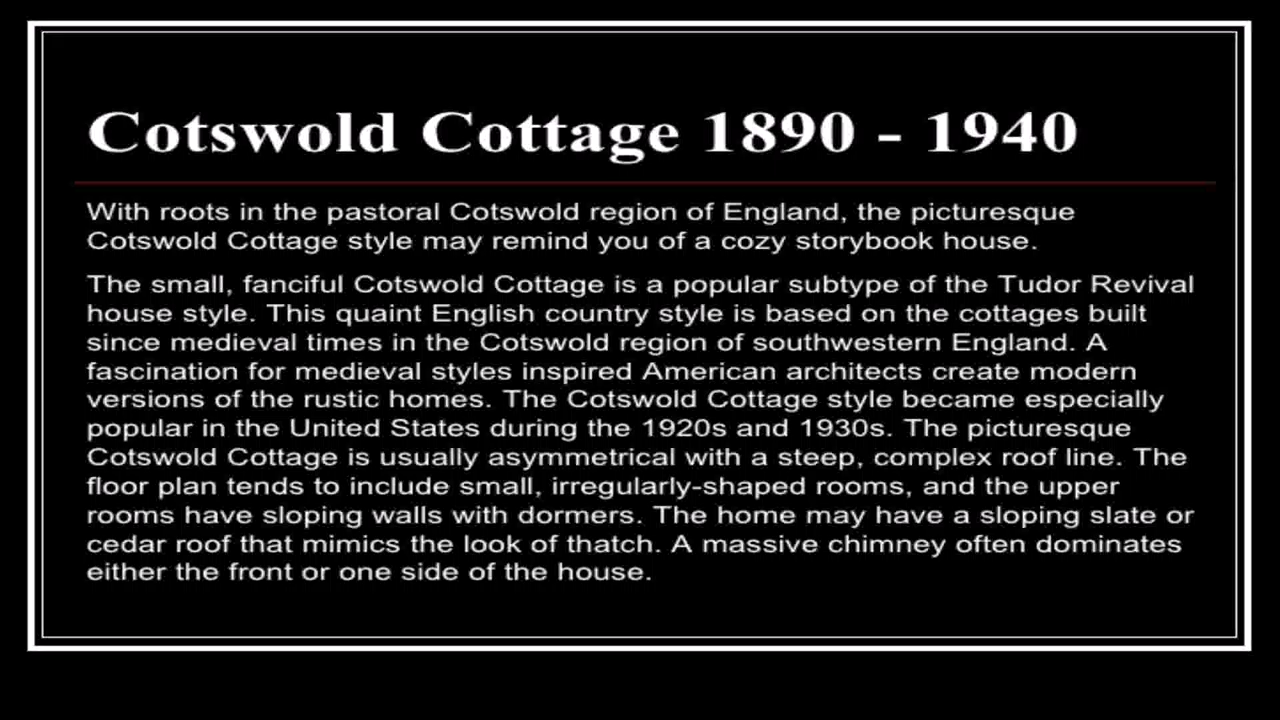 Cotswold Cottage 1890 - 1940
With roots in the pastoral Cotswold region of England, the picturesque
Cotswold Cottage style may remind you of a cozy storybook house.
The small, fanciful Cotswold Cottage is a popular subtype of the Tudor Revival
house style. This quaint English country style is based on the cottages built
since medieval times in the Cotswold region of southwestern England. A
fascination for medieval styles inspired American architects create modern
versions of the rustic homes. The Cotswold Cottage style became especially
popular in the United States during the 1920s and 1930s. The picturesque
Cotswold Cottage is usually asymmetrical with a steep, complex roof line. The
floor plan tends to include small, irregularly-shaped rooms, and the upper
rooms have sloping walls with dormers. The home may have a sloping slate or
cedar roof that mimics the look of thatch. A massive chimney often dominates
either the front or one side of the house.